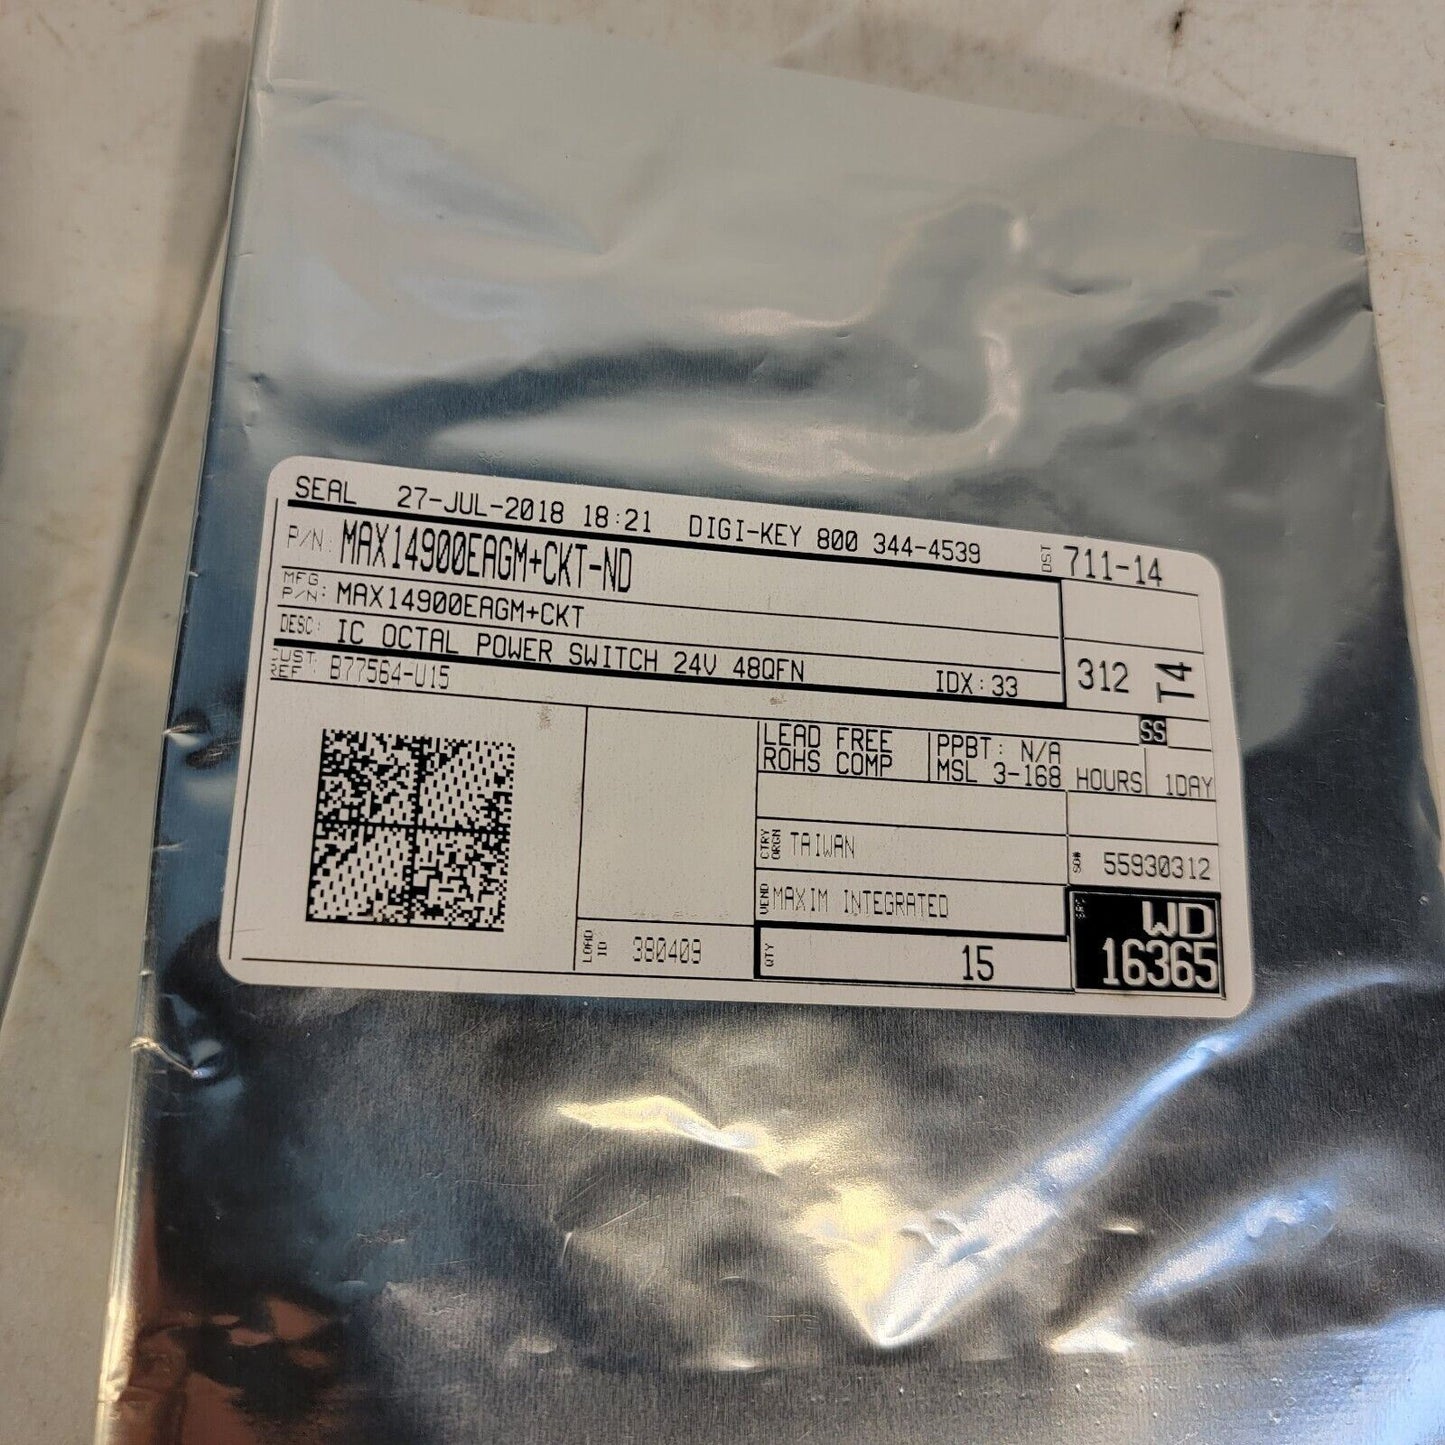 SEAL 27-JUL-2018 18:21 DIGI-KEY 800 344-4539
DST 711-14
P/N: MAX14900EAGM+CKT-ND
MFG P/N: MAX14900EAGM+CKT
DESC: IC OCTAL POWER SWITCH 24V 48QFN
IDX: 33
312 T4
CUST REF: B77564-U15
SS
LEAD FREE
ROHS COMP
PPBT: N/A
MSL 3-168 HOURS 1DAY
CTRY ORGN TAIWAN
SO# 55930312
VEND MAXIM INTEGRATED
LOAD ID 380409
QTY 15
WD
16365